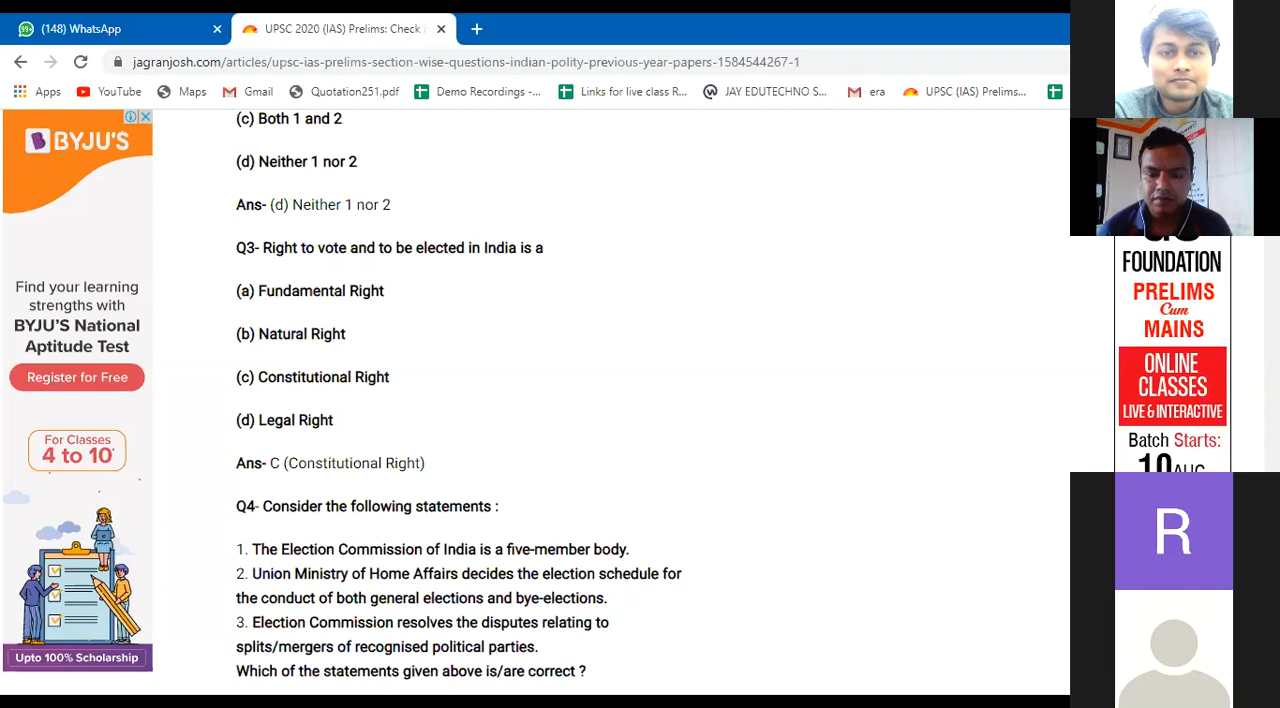 (148) WhatsApp
UPSC 2020 (IAS) Prelims: Check
jagranjosh.com/articles/upsc-ias-prelims-section-wise-questions-indian-polity-previous-year-papers-1584544267-1
Apps
YouTube
Maps
Gmail
Quotation251.pdf
Demo Recordings -...
Links for live class R...
JAY EDUTECHNO S...
era
UPSC (IAS) Prelims...
BYJU'S
Find your learning
strengths with
BYJU'S National
Aptitude Test
Register for Free
For Classes
4 to 10*
Upto 100% Scholarship
(c) Both 1 and 2
(d) Neither 1 nor 2
Ans- (d) Neither 1 nor 2
Q3- Right to vote and to be elected in India is a
(a) Fundamental Right
(b) Natural Right
(c) Constitutional Right
(d) Legal Right
Ans- C (Constitutional Right)
Q4- Consider the following statements :
1. The Election Commission of India is a five-member body.
2. Union Ministry of Home Affairs decides the election schedule for
the conduct of both general elections and bye-elections.
3. Election Commission resolves the disputes relating to
splits/mergers of recognised political parties.
Which of the statements given above is/are correct ?
FOUNDATION
PRELIMS
Cum
MAINS
ONLINE
CLASSES
LIVE & INTERACTIVE
Batch Starts:
10 AUG
R